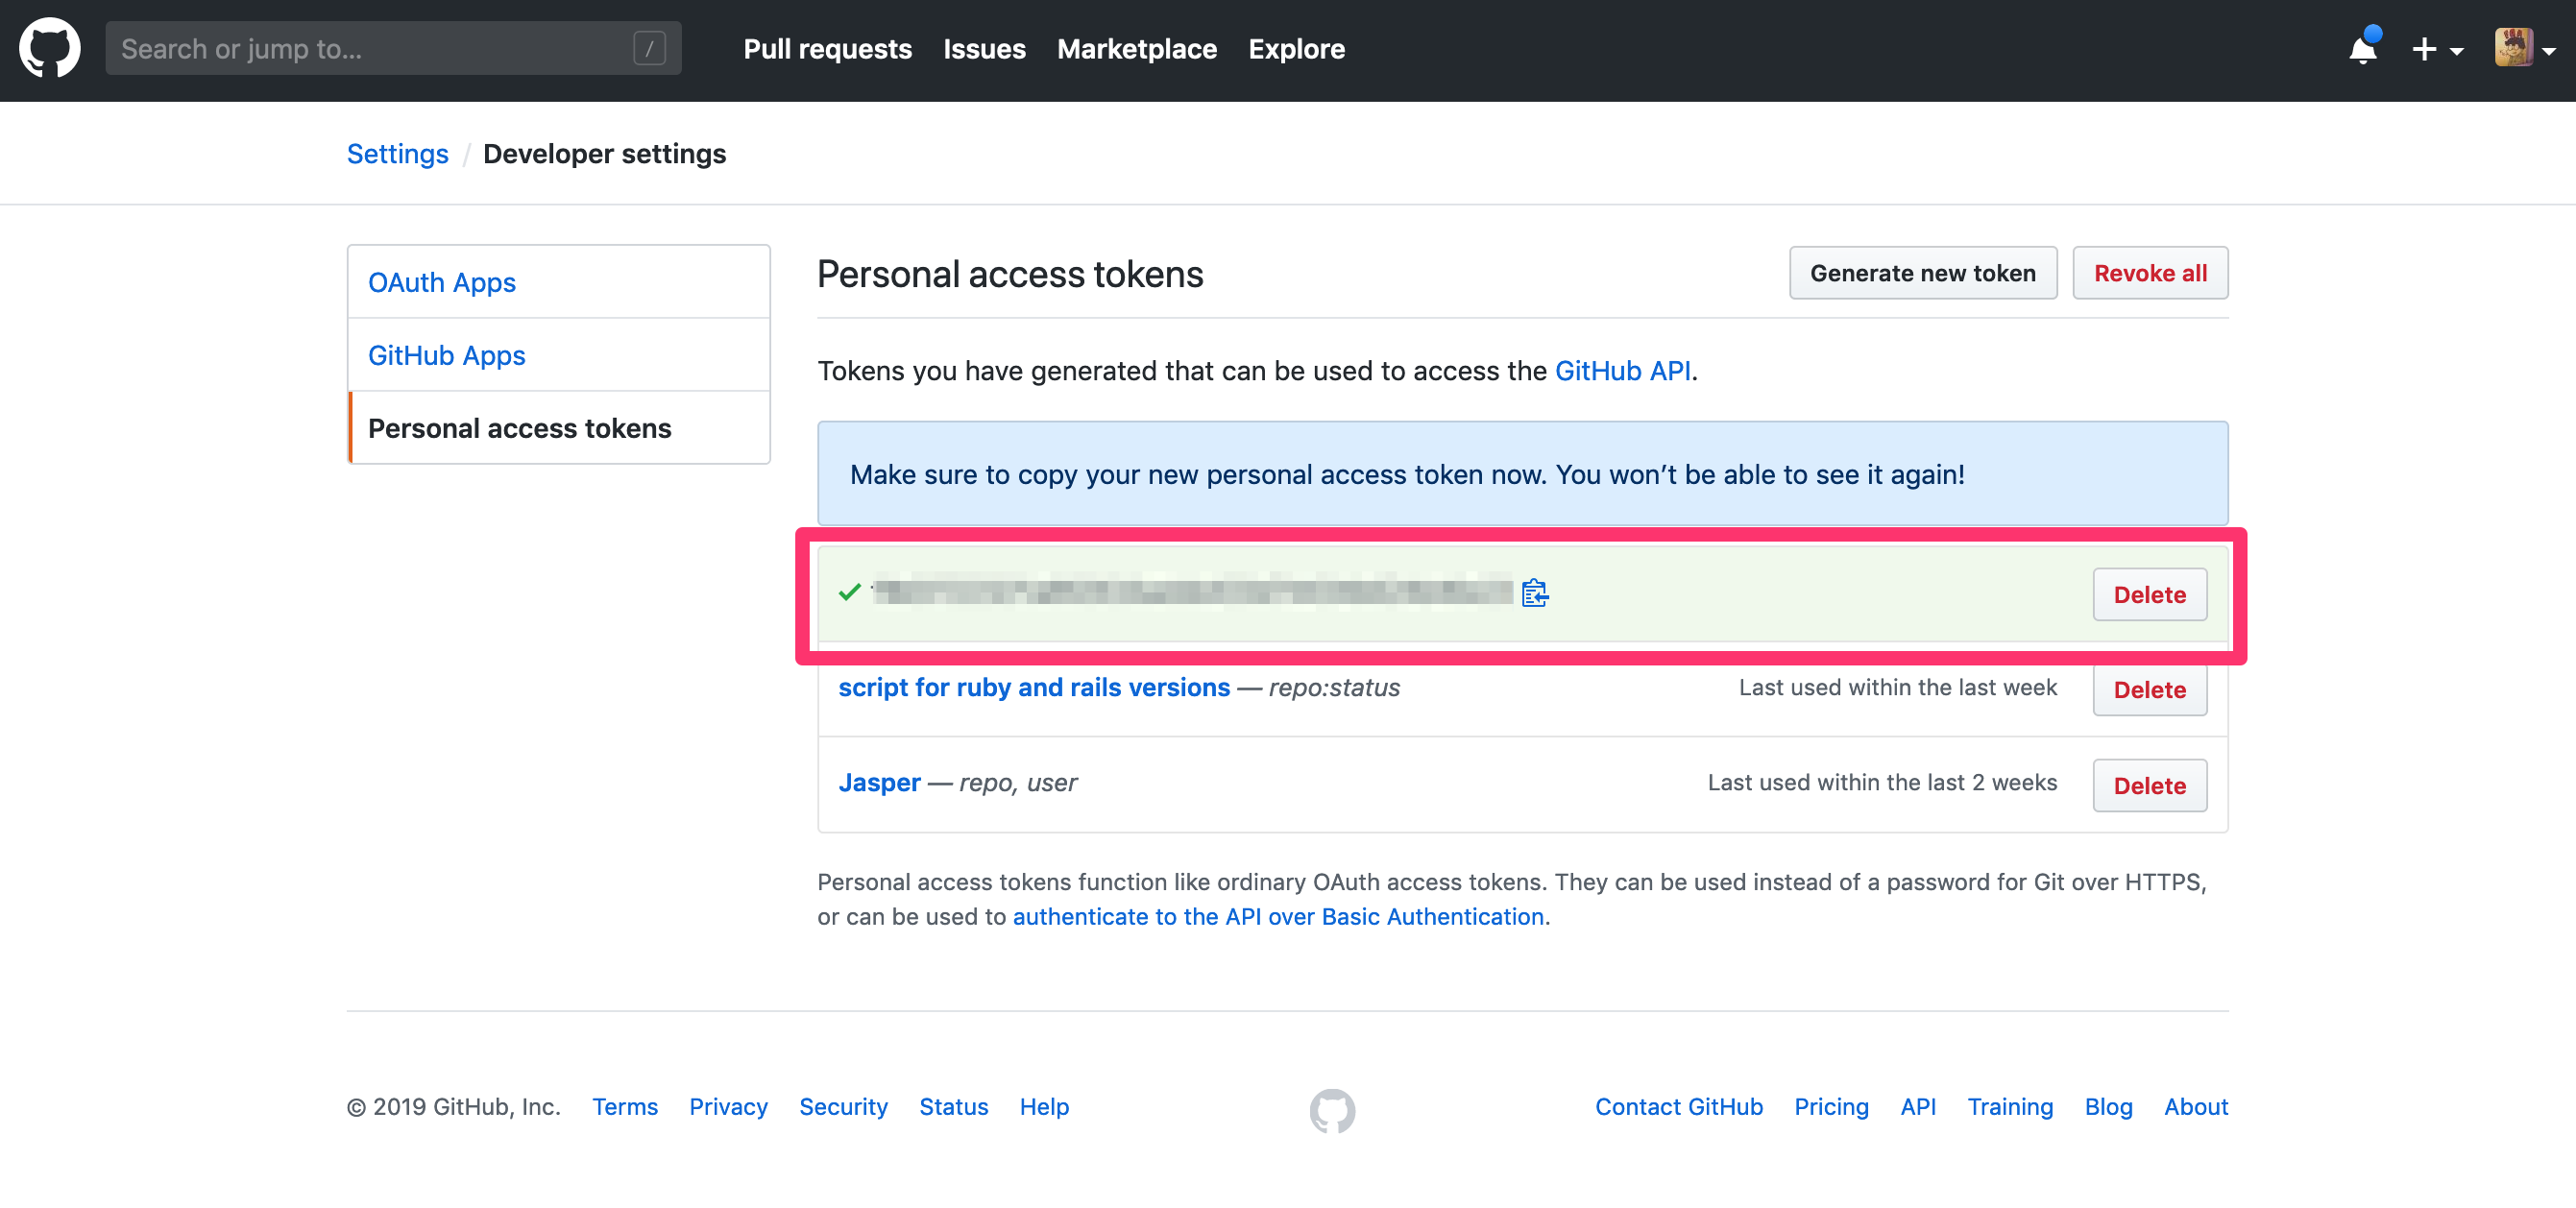 Search or jump to... /
Pull requests Issues Marketplace Explore
Settings / Developer settings
OAuth Apps
GitHub Apps
Personal access tokens
Personal access tokens
Generate new token
Revoke all
Tokens you have generated that can be used to access the GitHub API.
Make sure to copy your new personal access token now. You won’t be able to see it again!
Delete
script for ruby and rails versions — repo:status Last used within the last week Delete
Jasper — repo, user Last used within the last 2 weeks Delete
Personal access tokens function like ordinary OAuth access tokens. They can be used instead of a password for Git over HTTPS,
or can be used to authenticate to the API over Basic Authentication.
© 2019 GitHub, Inc. Terms Privacy Security Status Help
Contact GitHub Pricing API Training Blog About